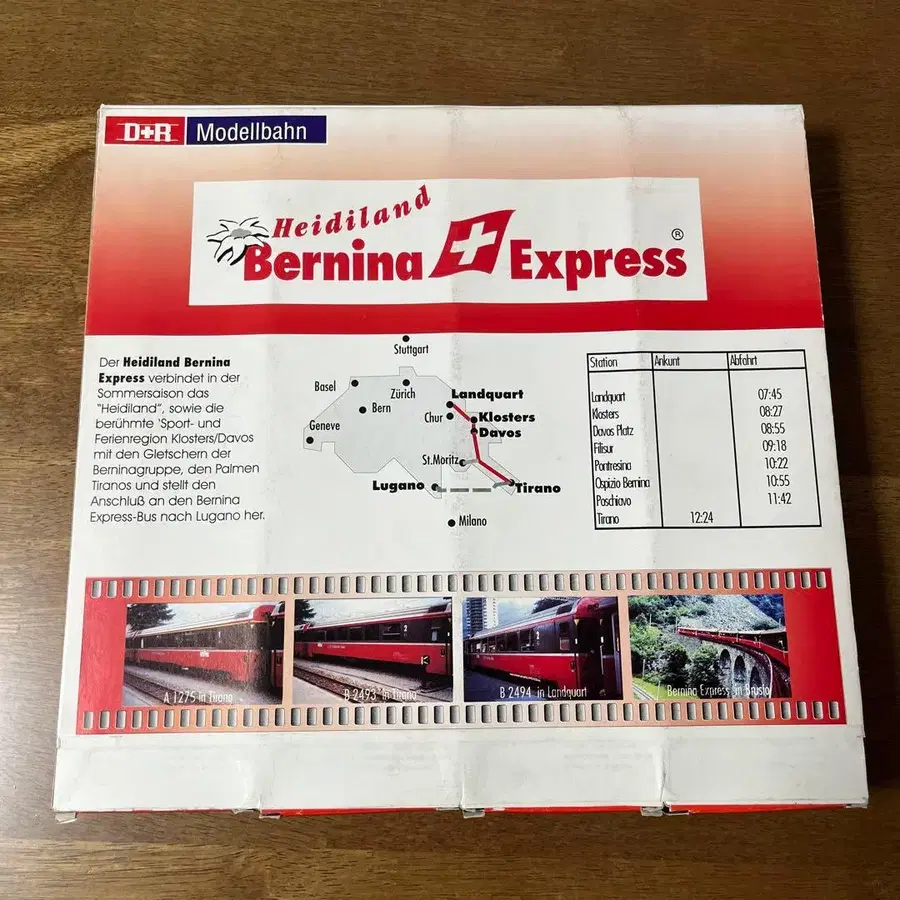 D+R Modellbahn
Heidiland
Bernina Express ®
Der Heidiland Bernina
Express verbindet in der
Sommersaison das
"Heidiland", sowie die
berühmte 'Sport- und
Ferienregion Klosters/Davos
mit den Gletschern der
Berninagruppe, den Palmen
Tiranos und stellt den
Anschluß an den Bernina
Express-Bus nach Lugano her.
Stuttgart
Basel
Zürich
Landquart
Bern
Chur
Klosters
Geneve
Davos
St.Moritz
Lugano
Tirano
Milano
Station Ankunt Abfahrt
Landquart 07:45
Klosters 08:27
Davos Platz 08:55
Filisur 09:18
Pontresina 10:22
Ospizio Bernina 10:55
Poschiavo 11:42
Tirano 12:24
A 1275 in Tirano
2
B 2493 in Tirano
2
B 2494 in Landquart
Bernina Express in Brusio